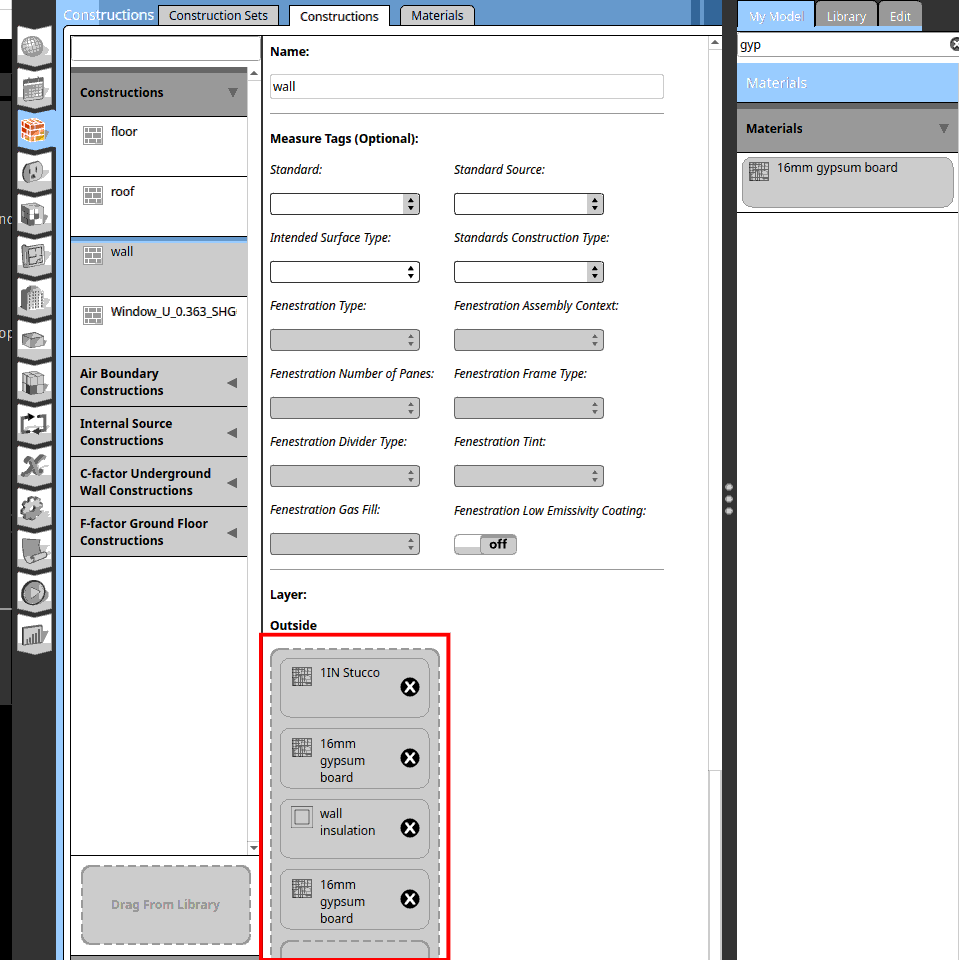 Constructions
Construction Sets
Constructions
Materials
My Model
Library
Edit
gyp
Materials
Materials
16mm gypsum board
Constructions
floor
roof
wall
Window_U_0.363_SHG
Air Boundary
Constructions
Internal Source
Constructions
C-factor Underground
Wall Constructions
F-factor Ground Floor
Constructions
Drag From Library
Name:
wall
Measure Tags (Optional):
Standard:
Standard Source:
Intended Surface Type:
Standards Construction Type:
Fenestration Type:
Fenestration Assembly Context:
Fenestration Number of Panes:
Fenestration Frame Type:
Fenestration Divider Type:
Fenestration Tint:
Fenestration Gas Fill:
Fenestration Low Emissivity Coating:
off
Layer:
Outside
1IN Stucco
16mm
gypsum
board
wall
insulation
16mm
gypsum
board